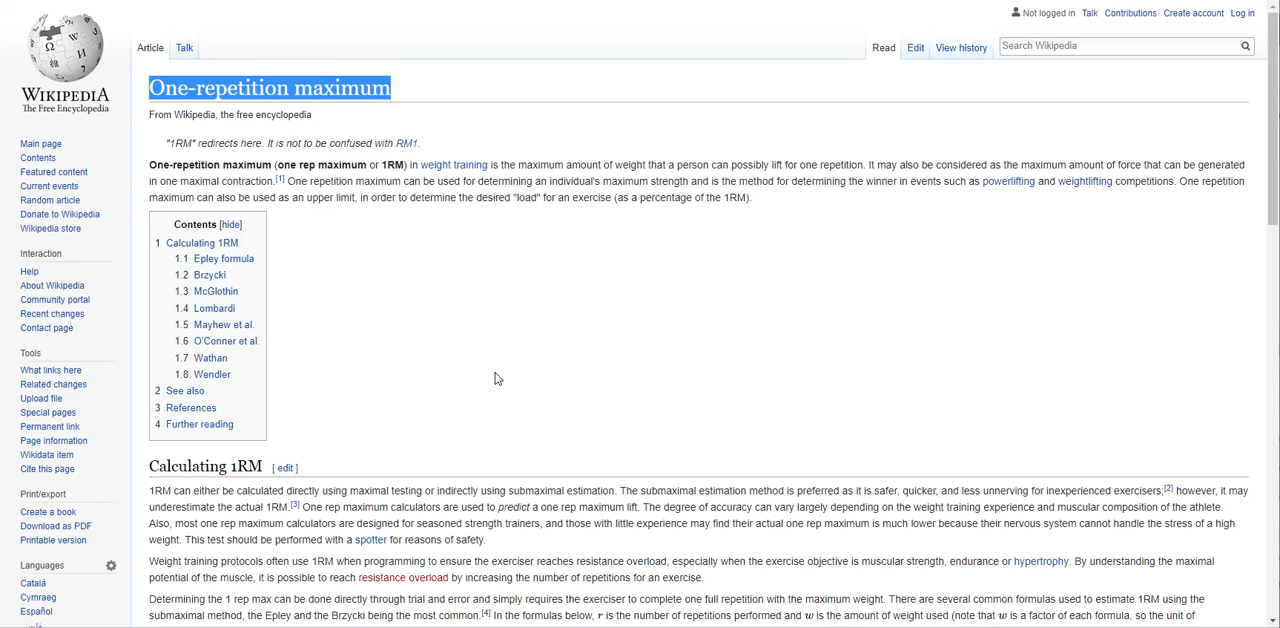 Not logged in Talk Contributions Create account Log in
Article Talk Read Edit View history Search Wikipedia
WIKIPEDIA
The Free Encyclopedia
Main page
Contents
Featured content
Current events
Random article
Donate to Wikipedia
Wikipedia store
Interaction
Help
About Wikipedia
Community portal
Recent changes
Contact page
Tools
What links here
Related changes
Upload file
Special pages
Permanent link
Page information
Wikidata item
Cite this page
Print/export
Create a book
Download as PDF
Printable version
Languages
Català
Cymraeg
Español
One-repetition maximum
From Wikipedia, the free encyclopedia
"1RM" redirects here. It is not to be confused with RM1.
One-repetition maximum (one rep maximum or 1RM) in weight training is the maximum amount of weight that a person can possibly lift for one repetition. It may also be considered as the maximum amount of force that can be generated
in one maximal contraction.[1] One repetition maximum can be used for determining an individual's maximum strength and is the method for determining the winner in events such as powerlifting and weightlifting competitions. One repetition
maximum can also be used as an upper limit, in order to determine the desired "load" for an exercise (as a percentage of the 1RM).
Contents [hide]
1 Calculating 1RM
1.1 Epley formula
1.2 Brzycki
1.3 McGlothin
1.4 Lombardi
1.5 Mayhew et al.
1.6 O'Conner et al.
1.7 Wathan
1.8 Wendler
2 See also
3 References
4 Further reading
Calculating 1RM [ edit ]
1RM can either be calculated directly using maximal testing or indirectly using submaximal estimation. The submaximal estimation method is preferred as it is safer, quicker, and less unnerving for inexperienced exercisers;[2] however, it may
underestimate the actual 1RM.[3] One rep maximum calculators are used to predict a one rep maximum lift. The degree of accuracy can vary largely depending on the weight training experience and muscular composition of the athlete.
Also, most one rep maximum calculators are designed for seasoned strength trainers, and those with little experience may find their actual one rep maximum is much lower because their nervous system cannot handle the stress of a high
weight. This test should be performed with a spotter for reasons of safety.
Weight training protocols often use 1RM when programming to ensure the exerciser reaches resistance overload, especially when the exercise objective is muscular strength, endurance or hypertrophy. By understanding the maximal
potential of the muscle, it is possible to reach resistance overload by increasing the number of repetitions for an exercise.
Determining the 1 rep max can be done directly through trial and error and simply requires the exerciser to complete one full repetition with the maximum weight. There are several common formulas used to estimate 1RM using the
submaximal method, the Epley and the Brzycki being the most common.[4] In the formulas below, r is the number of repetitions performed and w is the amount of weight used (note that w is a factor of each formula, so the unit of